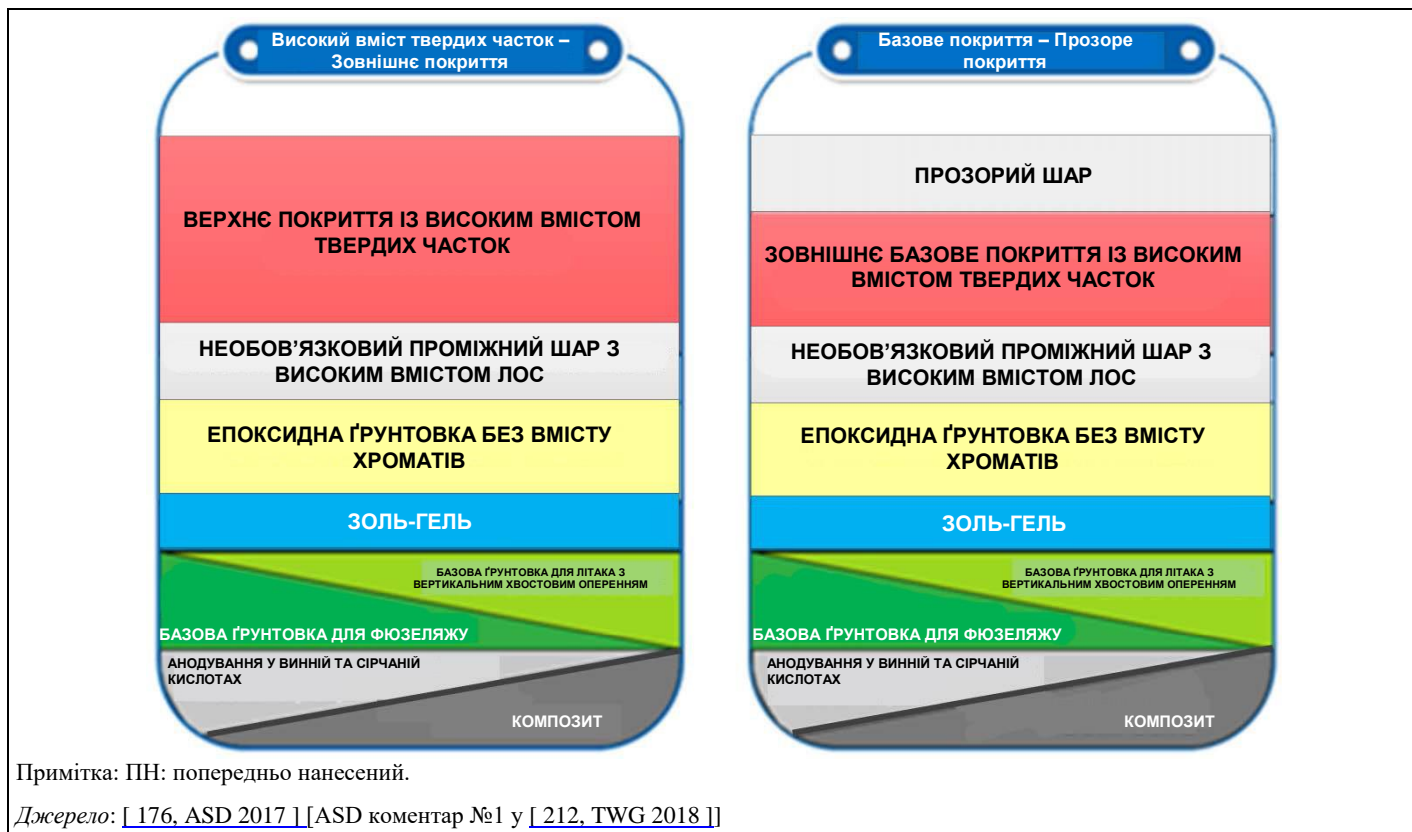 Високий вміст твердих часток –
Зовнішнє покриття
ВЕРХНЄ ПОКРИТТЯ ІЗ ВИСОКИМ ВМІСТОМ
ТВЕРДИХ ЧАСТОК
НЕОБОВ’ЯЗКОВИЙ ПРОМІЖНИЙ ШАР З
ВИСОКИМ ВМІСТОМ ЛОС
ЕПОКСИДНА ҐРУНТОВКА БЕЗ ВМІСТУ
ХРОМАТІВ
ЗОЛЬ-ГЕЛЬ
БАЗОВА ҐРУНТОВКА ДЛЯ ЛІТАКА З
ВЕРТИКАЛЬНИМ ХВОСТОВИМ ОПЕРЕННЯМ
БАЗОВА ҐРУНТОВКА ДЛЯ ФЮЗЕЛЯЖУ
АНОДУВАННЯ У ВИННІЙ ТА СІРЧАНІЙ
КИСЛОТАХ
КОМПОЗИТ
Базове покриття – Прозоре
покриття
ПРОЗОРИЙ ШАР
ЗОВНІШНЄ БАЗОВЕ ПОКРИТТЯ ІЗ ВИСОКИМ
ВМІСТОМ ТВЕРДИХ ЧАСТОК
НЕОБОВ’ЯЗКОВИЙ ПРОМІЖНИЙ ШАР З
ВИСОКИМ ВМІСТОМ ЛОС
ЕПОКСИДНА ҐРУНТОВКА БЕЗ ВМІСТУ
ХРОМАТІВ
ЗОЛЬ-ГЕЛЬ
БАЗОВА ҐРУНТОВКА ДЛЯ ЛІТАКА З
ВЕРТИКАЛЬНИМ ХВОСТОВИМ ОПЕРЕННЯМ
БАЗОВА ҐРУНТОВКА ДЛЯ ФЮЗЕЛЯЖУ
АНОДУВАННЯ У ВИННІЙ ТА СІРЧАНІЙ
КИСЛОТАХ
КОМПОЗИТ
Примітка: ПН: попередньо нанесений.
Джерело: [ 176, ASD 2017 ] [ASD коментар №1 у [ 212, TWG 2018 ]]